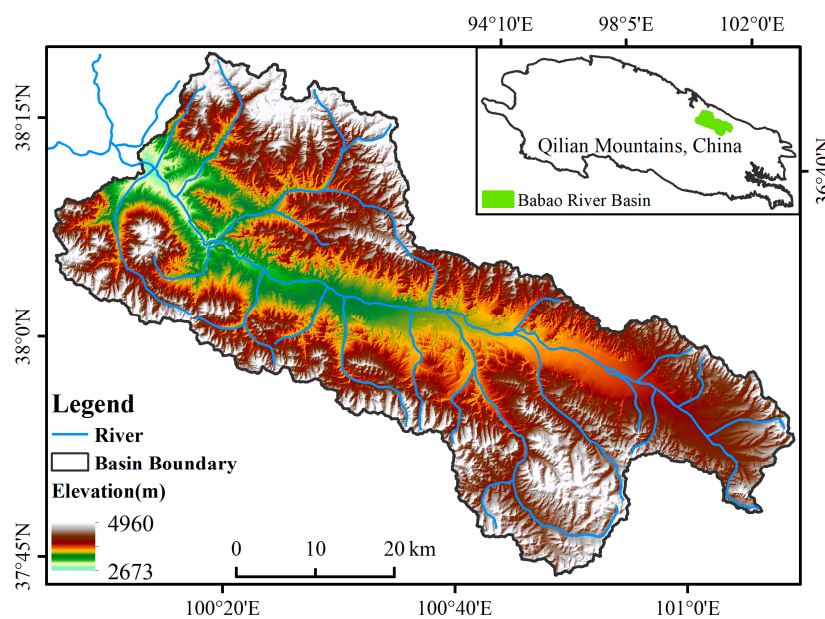 94°10'E 98°5'E 102°0'E
38°15'N
38°0'N
37°45'N
36°40'N
Qilian Mountains, China
Babao River Basin
Legend
River
Basin Boundary
Elevation(m)
4960
2673
0 10 20 km
100°20'E 100°40'E 101°0'E